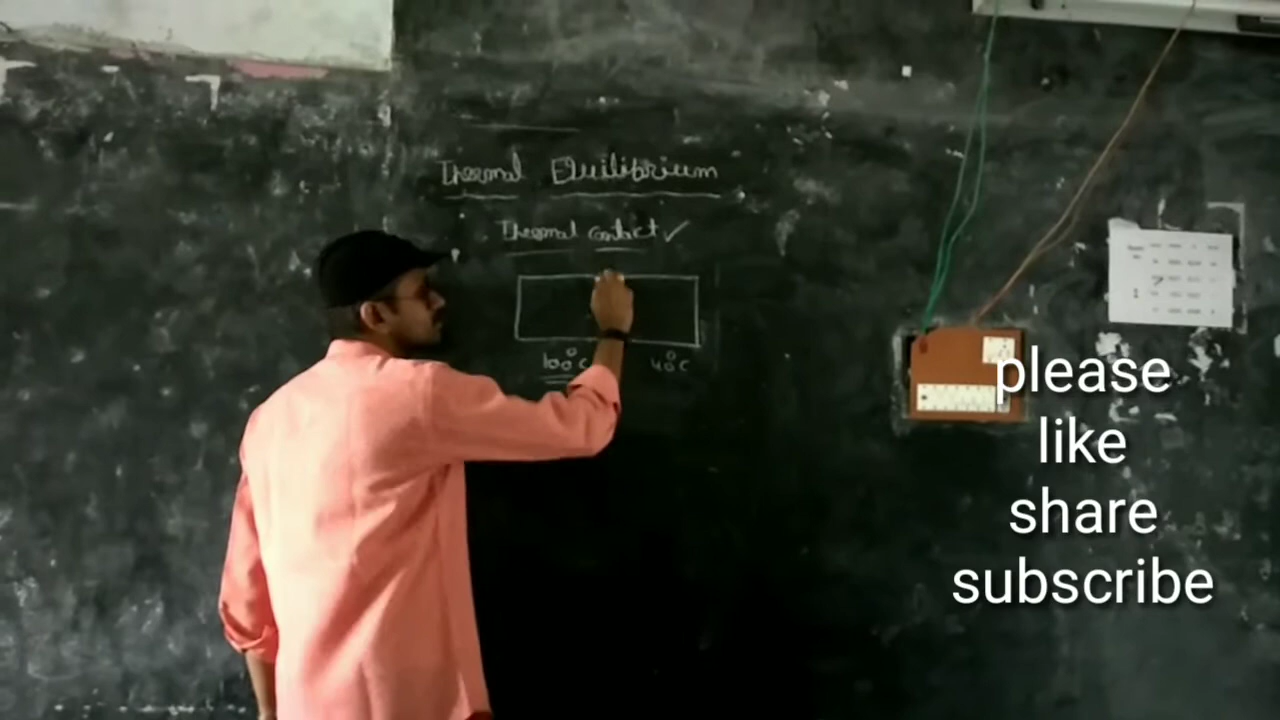 Thermal Equilibrium
Thermal Contact ✓
100°C 40°C
please
like
share
subscribe